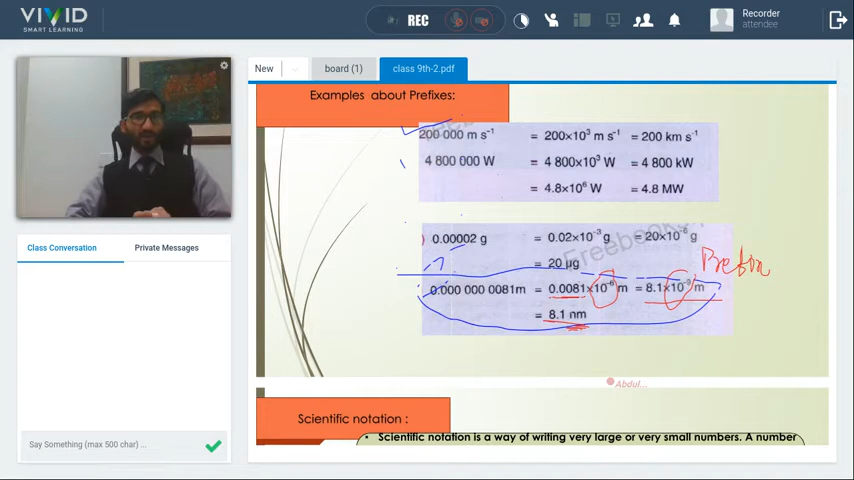 VIVID
SMART LEARNING
REC
Recorder
attendee
New
board (1)
class 9th-2.pdf
Examples about Prefixes:
200 000 m s⁻¹ = 200×10³ m s⁻¹ = 200 km s⁻¹
4 800 000 W = 4 800×10³ W = 4 800 kW
= 4.8×10⁶ W = 4.8 MW
0.00002 g = 0.02×10⁻³ g = 20×10⁻⁶ g
= 20 µg
Prefix
0.000 000 0081m = 0.0081×10⁻⁶ m = 8.1×10⁻⁹ m
= 8.1 nm
Abdul...
Class Conversation
Private Messages
Scientific notation :
• Scientific notation is a way of writing very large or very small numbers. A number
Say Something (max 500 char) ...